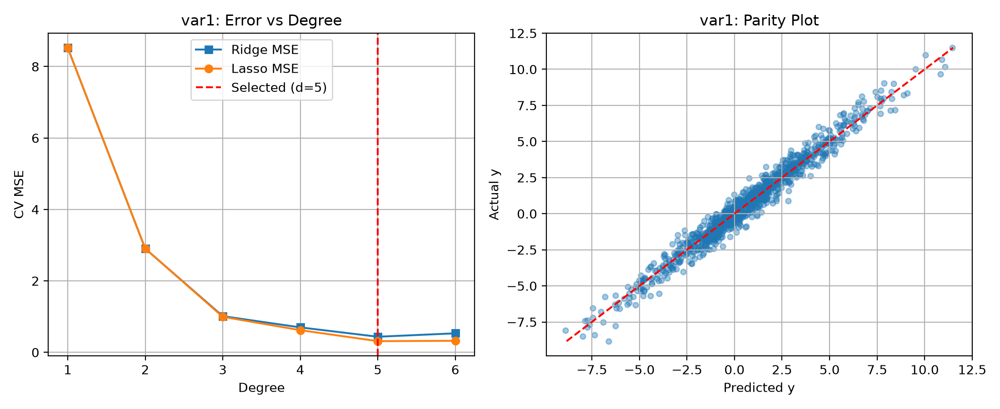 var1: Error vs Degree
Ridge MSE
Lasso MSE
Selected (d=5)
CV MSE
8
6
4
2
0
1 2 3 4 5 6
Degree
var1: Parity Plot
Actual y
12.5
10.0
7.5
5.0
2.5
0.0
−2.5
−5.0
−7.5
−7.5 −5.0 −2.5 0.0 2.5 5.0 7.5 10.0 12.5
Predicted y